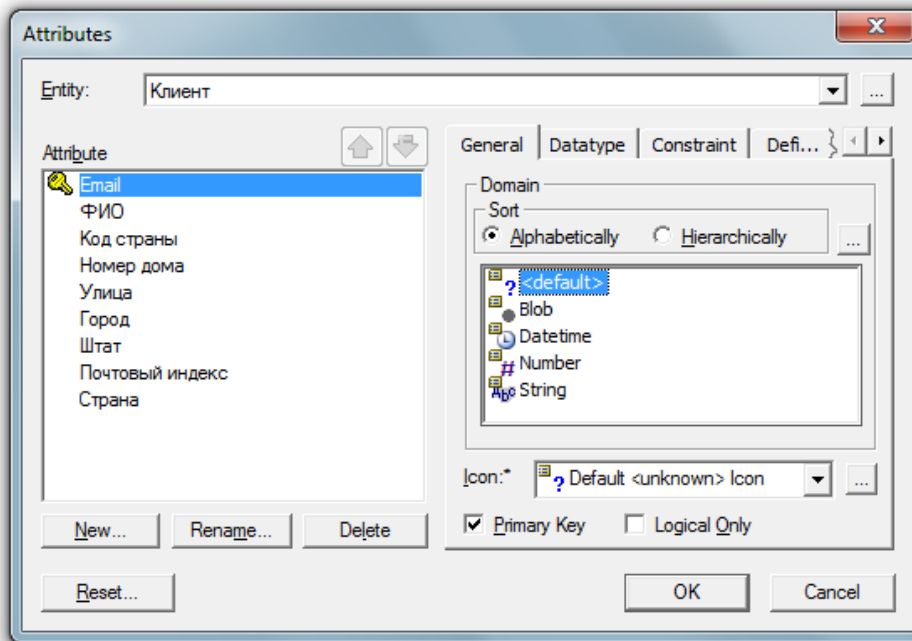 Attributes
Entity: Клиент ...
Attribute
Email
ФИО
Код страны
Номер дома
Улица
Город
Штат
Почтовый индекс
Страна
New... Rename... Delete
General Datatype Constraint Defi...
Domain
Sort
Alphabetically Hierarchically ...
<default>
Blob
Datetime
Number
String
Icon:* Default <unknown> Icon ...
Primary Key Logical Only
Reset... OK Cancel